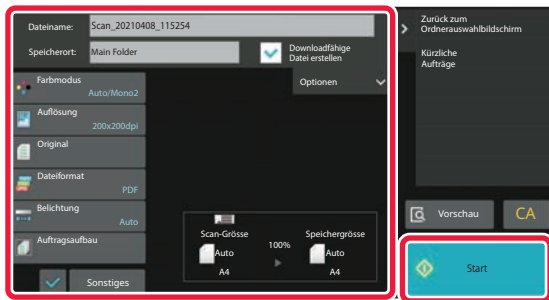 Dateiname: Scan_20210408_115254
Speicherort: Main Folder
Downloadfähige
Datei erstellen
Optionen
Farbmodus
Auto/Mono2
Auflösung
200x200dpi
Original
Dateiformat
PDF
Belichtung
Auto
Auftragsaufbau
Sonstiges
Scan-Grösse
Auto
A4
100%
Speichergrösse
Auto
A4
Zurück zum
Ordnerauswahlbildschirm
Kürzliche
Aufträge
Vorschau
CA
Start